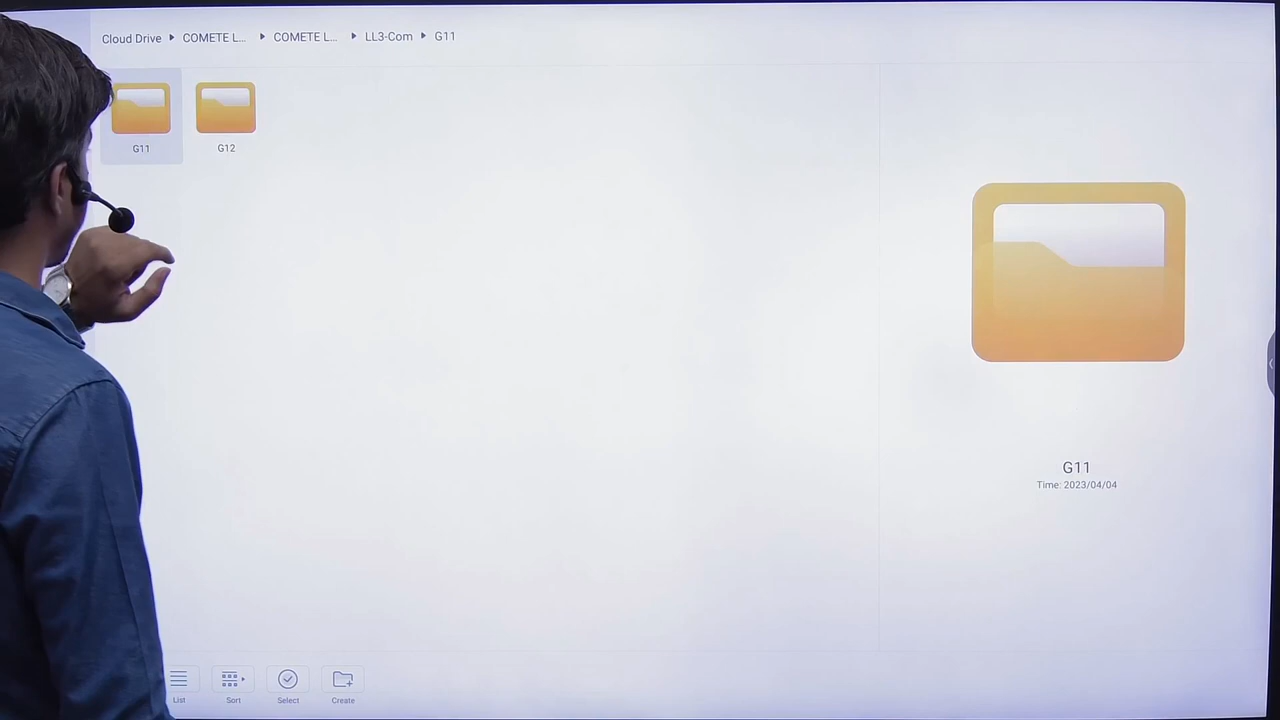 Cloud Drive ▶ COMETE L... ▶ COMETE L... ▶ LL3-Com ▶ G11
G11 G12
G11
Time: 2023/04/04
List Sort Select Create